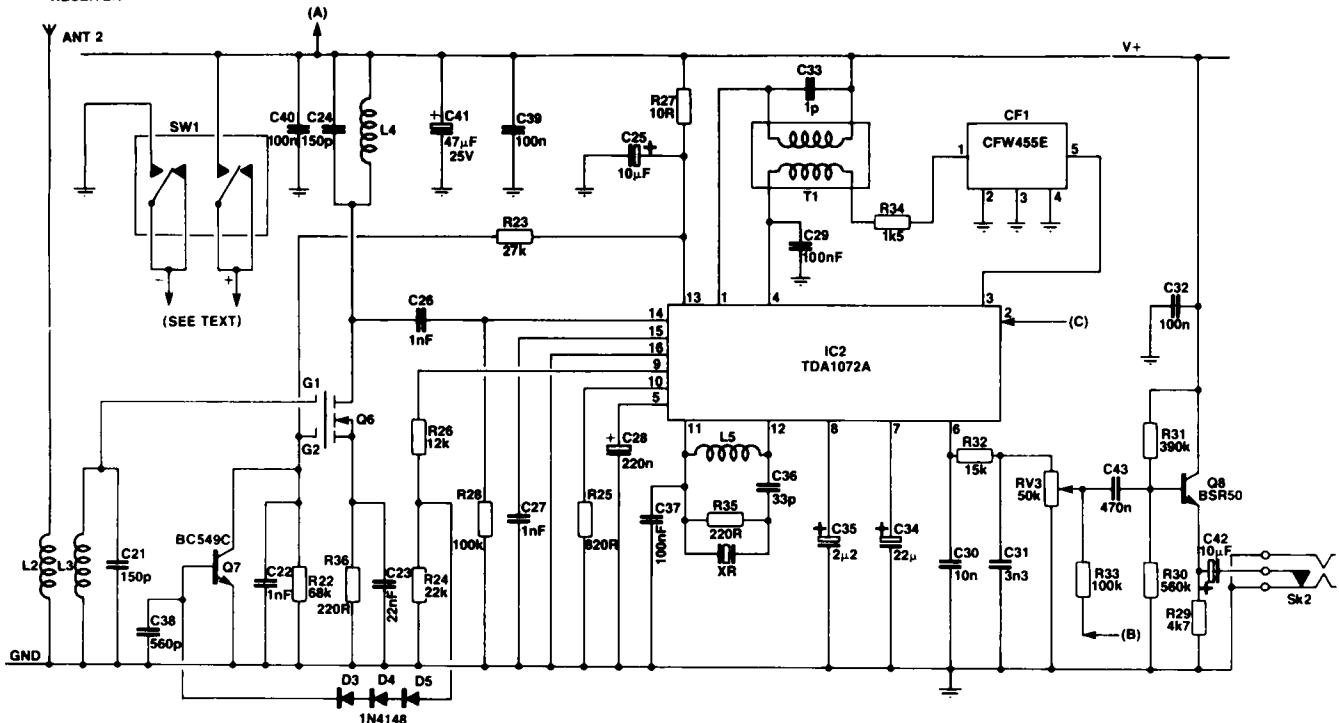 ANT 2
(A)
V+
SW1
C40
100n
C24
150p
L4
C41
+
47µF
25V
C39
100n
R27
10R
C25
+
10µF
C33
1p
T1
CF1
CFW455E
1
5
2
3
4
R34
1k5
C29
100nF
R23
27k
- +
(SEE TEXT)
C26
1nF
13
1
4
3
14
15
16
9
10
5
2
(C)
IC2
TDA1072A
11
12
8
7
6
C32
100n
G1
G2
Q6
R26
12k
C28
+
220n
L5
C36
33p
R35
220R
XR
C37
100nF
R25
820R
C27
1nF
R28
100k
C35
+
2µ2
C34
+
22µ
C30
10n
R32
15k
C31
3n3
RV3
50k
C43
470n
R31
390k
Q8
BSR50
C42
10µF
+
R33
100k
(B)
R30
560k
R29
4k7
Sk2
L2
L3
C21
150p
BC549C
Q7
C22
1nF
R22
68k
R36
220R
C23
22nF
R24
22k
C38
560p
GND
D3
D4
D5
1N4148